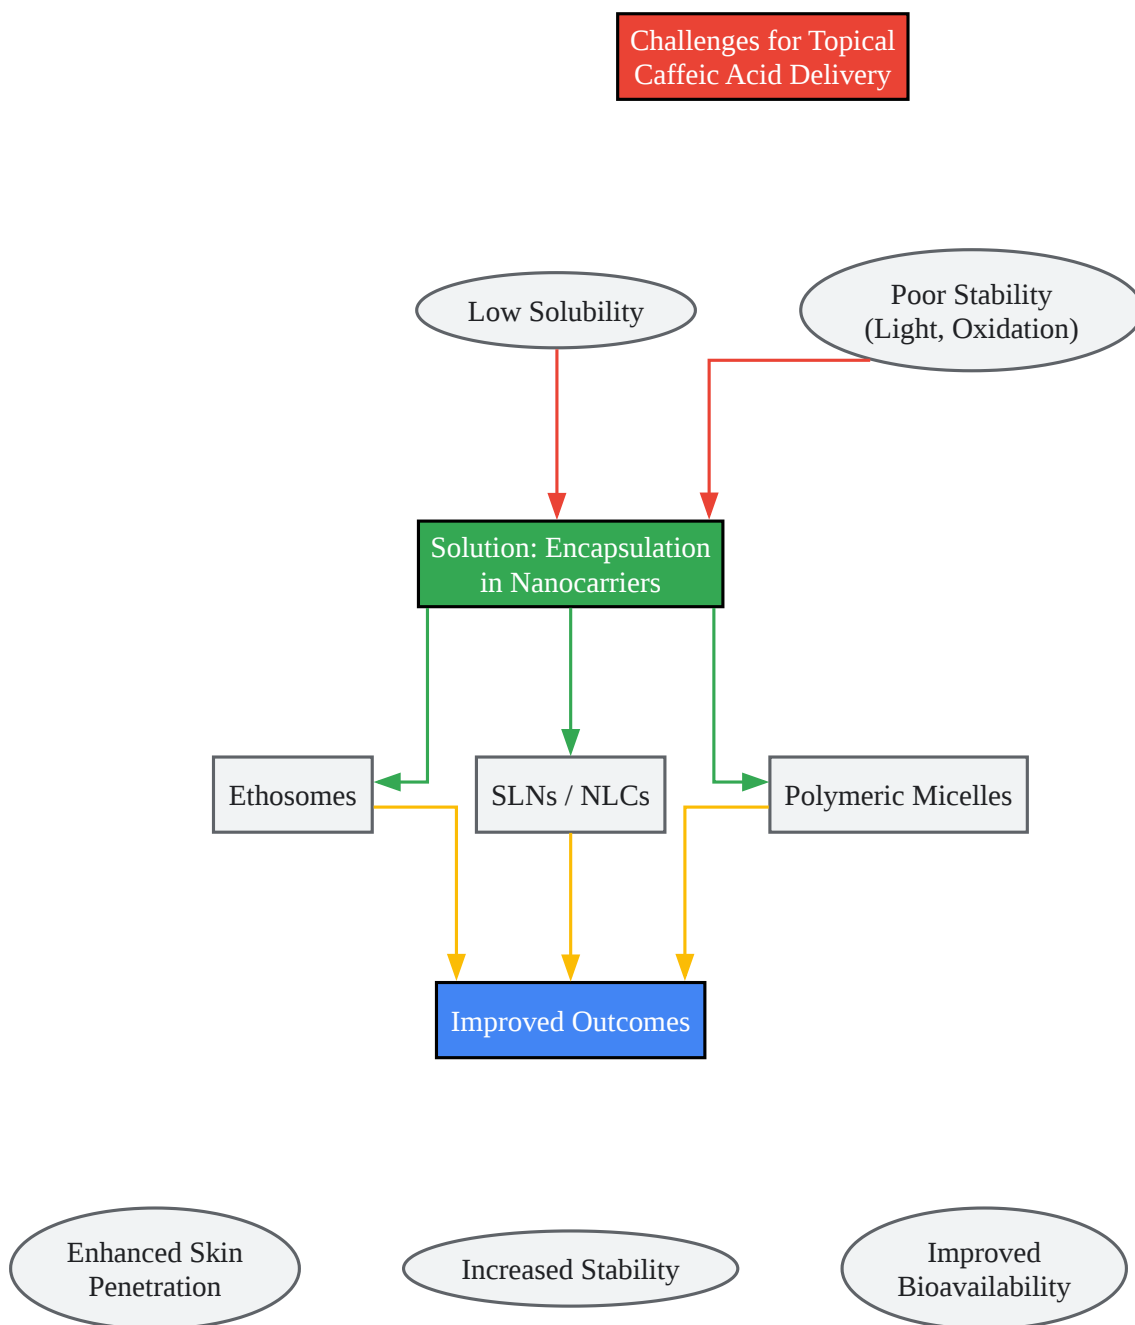 Challenges for Topical
Caffeic Acid Delivery
Low Solubility
Poor Stability
(Light, Oxidation)
Solution: Encapsulation
in Nanocarriers
Ethosomes
SLNs / NLCs
Polymeric Micelles
Improved Outcomes
Enhanced Skin
Penetration
Increased Stability
Improved
Bioavailability